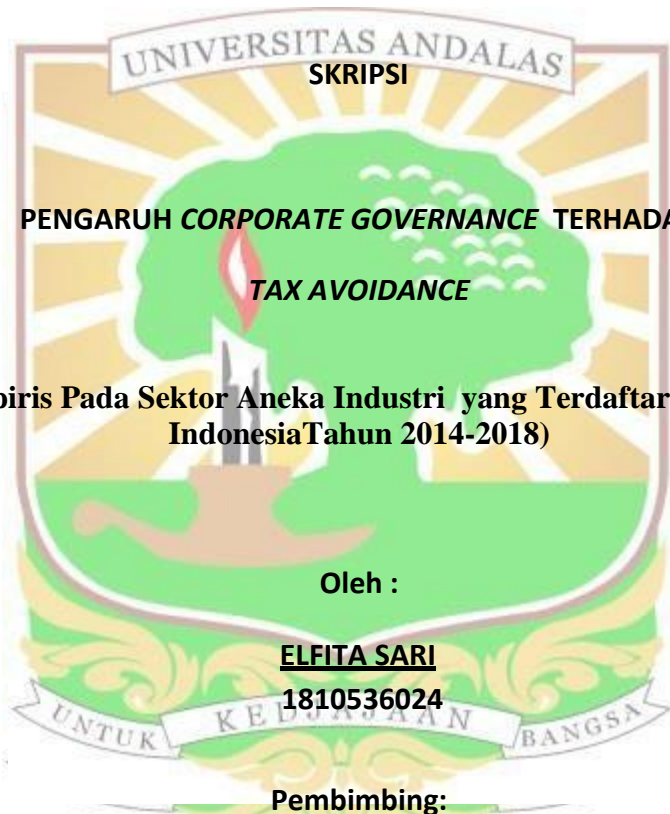 UNIVERSITAS ANDALAS
SKRIPSI
PENGARUH CORPORATE GOVERNANCE TERHADA
TAX AVOIDANCE
piris Pada Sektor Aneka Industri yang Terdaftar
IndonesiaTahun 2014-2018)
Oleh :
ELFITA SARI
1810536024
UNTUK KEDJAJAAN BANGSA
Pembimbing: